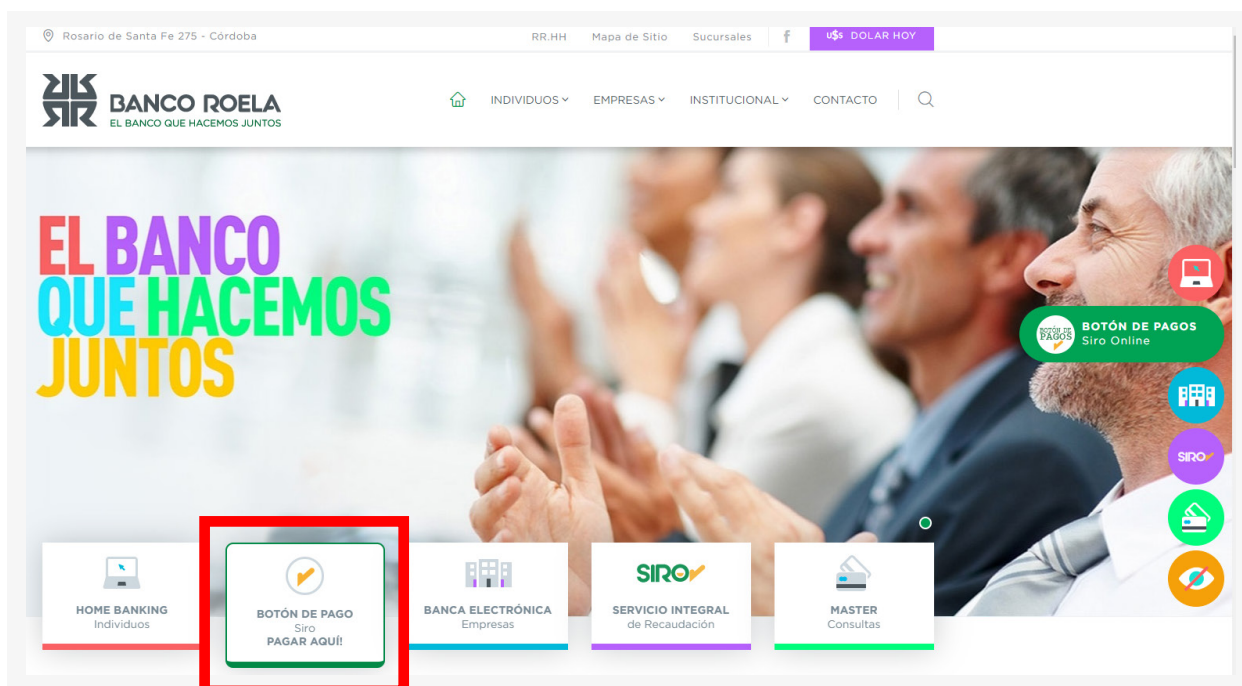 Rosario de Santa Fe 275 - Córdoba
RR.HH Mapa de Sitio Sucursales f u$s DOLAR HOY
BANCO ROELA
EL BANCO QUE HACEMOS JUNTOS
INDIVIDUOS EMPRESAS INSTITUCIONAL CONTACTO
EL BANCO
QUE HACEMOS
JUNTOS
BOTÓN DE
PAGOS
BOTÓN DE PAGOS
Siro Online
SIRO
HOME BANKING
Individuos
BOTÓN DE PAGO
Siro
PAGAR AQUÍ!
BANCA ELECTRÓNICA
Empresas
SIRO
SERVICIO INTEGRAL
de Recaudación
MASTER
Consultas